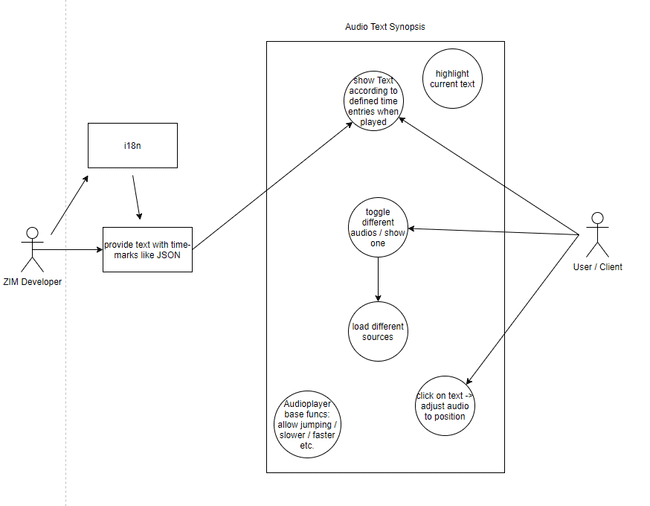 Audio Text Synopsis
highlight
current text
show Text
according to
defined time
entries when
played
i18n
toggle
different
audios / show
one
provide text with time-
marks like JSON
ZIM Developer
User / Client
load different
sources
click on text ->
adjust audio
to position
Audioplayer
base funcs:
allow jumping /
slower / faster
etc.